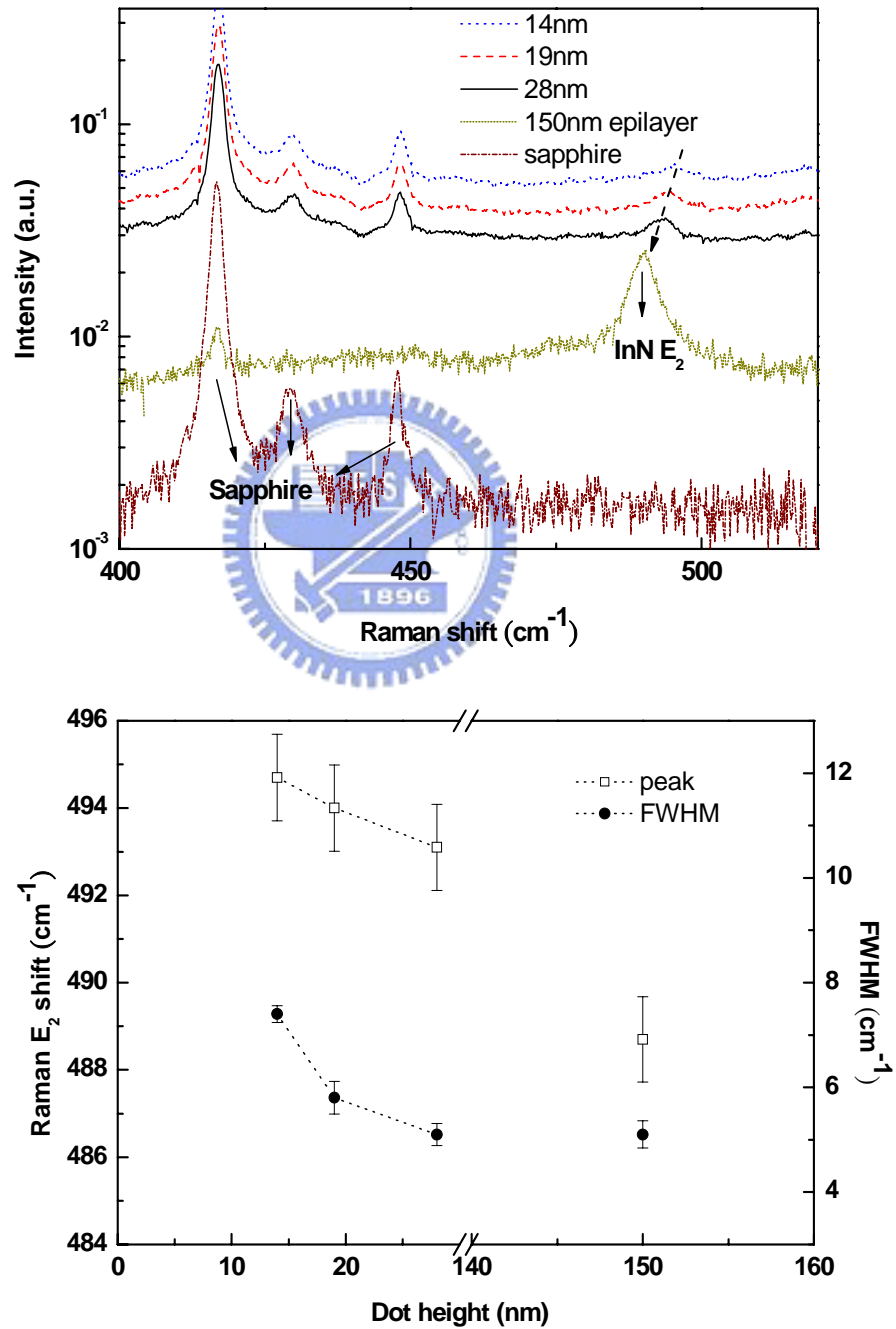 14nm
19nm
28nm
150nm epilayer
sapphire
10^-1
10^-2
10^-3
Intensity (a.u.)
InN E_2
Sapphire
S
1896
400
450
500
Raman shift (cm^-1)
496
494
492
490
488
486
484
Raman E_2 shift (cm^-1)
peak
FWHM
12
10
8
6
4
FWHM (cm^-1)
0
10
20
140
150
160
Dot height (nm)